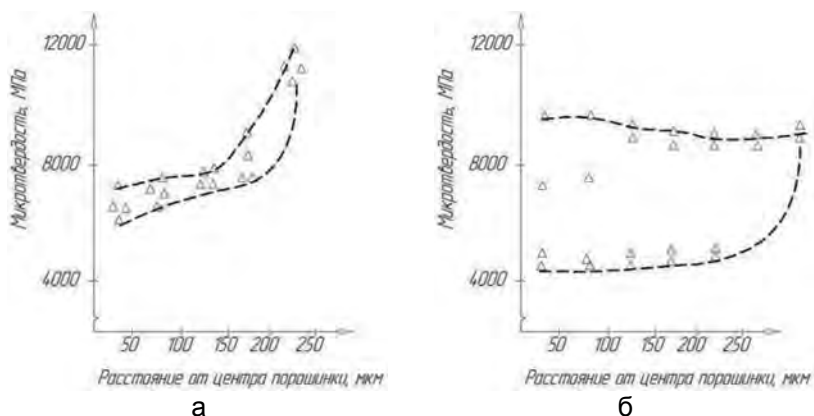 Микротвердость, МПа
12000
8000
4000
50 100 150 200 250
Расстояние от центра порошинки, мкм
а
Микротвердость, МПа
12000
8000
4000
50 100 150 200 250
Расстояние от центра порошинки, мкм
б